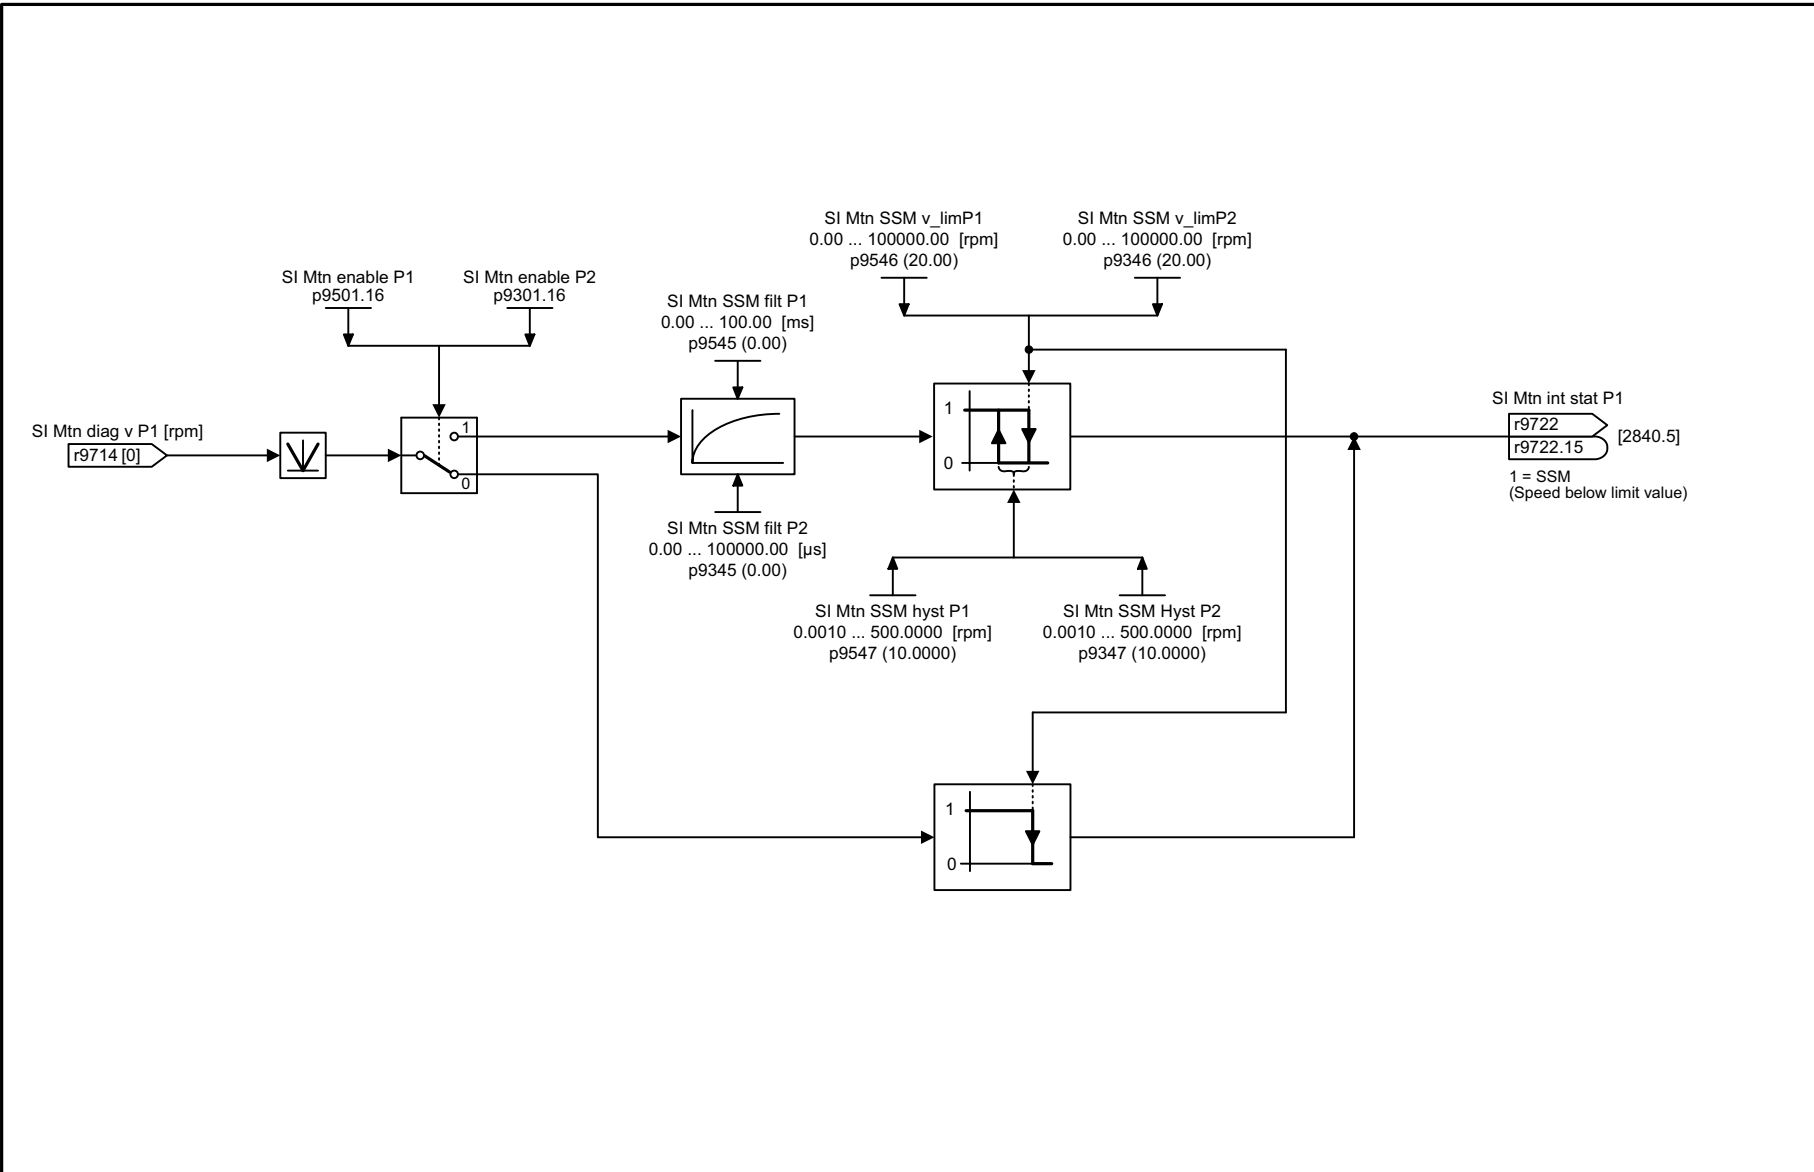 SI Mtn SSM v_limP1
0.00 ... 100000.00 [rpm]
p9546 (20.00)
SI Mtn SSM v_limP2
0.00 ... 100000.00 [rpm]
p9346 (20.00)
SI Mtn enable P1
p9501.16
SI Mtn enable P2
p9301.16
SI Mtn SSM filt P1
0.00 ... 100.00 [ms]
p9545 (0.00)
SI Mtn diag v P1 [rpm]
r9714 [0]
1
0
1
0
SI Mtn int stat P1
r9722
r9722.15
[2840.5]
1 = SSM
(Speed below limit value)
SI Mtn SSM filt P2
0.00 ... 100000.00 [µs]
p9345 (0.00)
SI Mtn SSM hyst P1
0.0010 ... 500.0000 [rpm]
p9547 (10.0000)
SI Mtn SSM Hyst P2
0.0010 ... 500.0000 [rpm]
p9347 (10.0000)
1
0